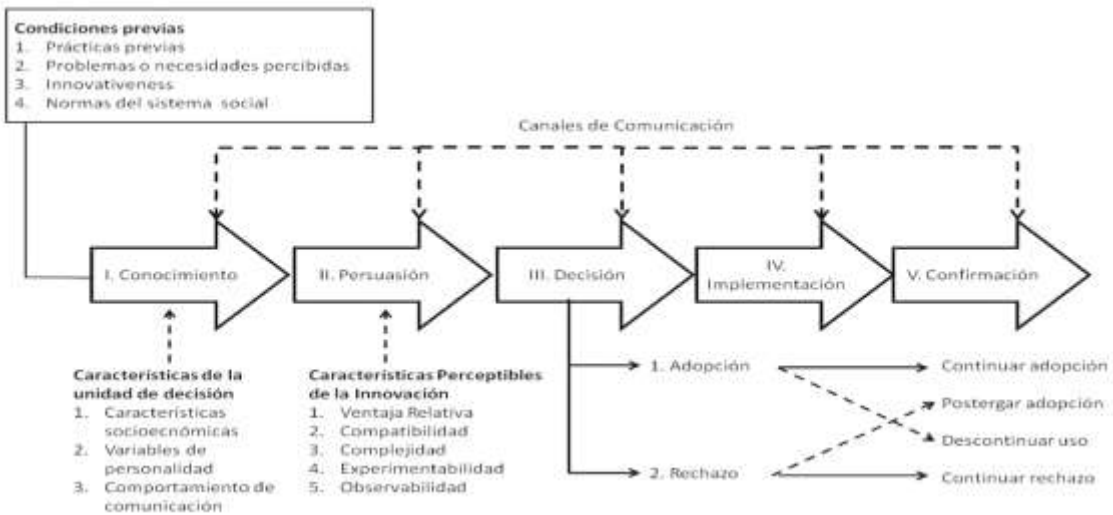 Condiciones previas
1. Prácticas previas
2. Problemas o necesidades percibidas
3. Innovativeness
4. Normas del sistema social
Canales de Comunicación
I. Conocimiento
II. Persuasión
III. Decisión
IV.
Implementación
V. Confirmación
Características de la
unidad de decisión
1. Características
socioecnómicas
2. Variables de
personalidad
3. Comportamiento de
comunicación
Características Perceptibles
de la Innovación
1. Ventaja Relativa
2. Compatibilidad
3. Complejidad
4. Experimentabilidad
5. Observabilidad
1. Adopción
2. Rechazo
Continuar adopción
Postergar adopción
Descontinuar uso
Continuar rechazo